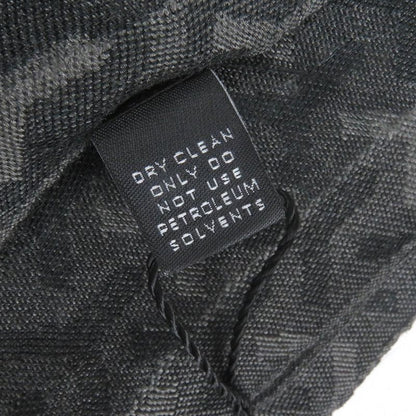 DRY CLEAN
ONLY DO
NOT USE
PETROLEUM
SOLVENTS